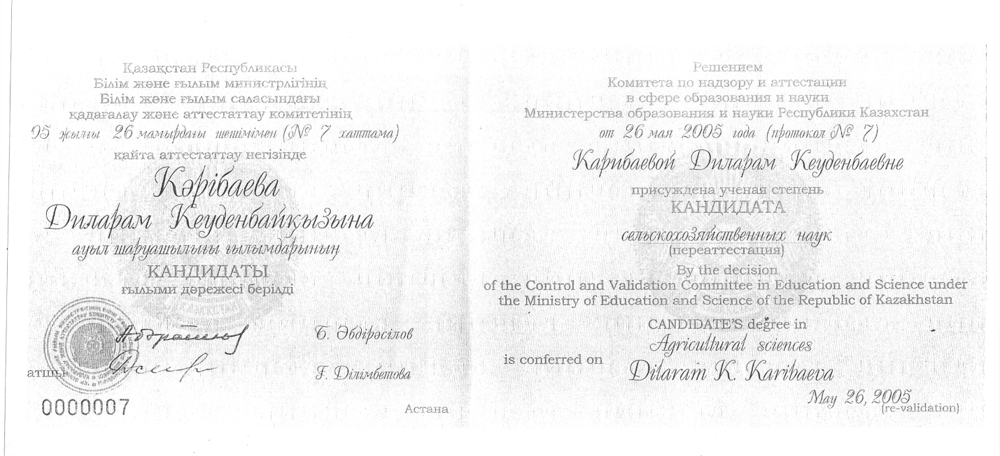 Қазақстан Республикасы
Білім және ғылым министрлігінің
Білім және ғылым саласындағы
қадағалау және аттестаттау комитетінің
05 жылғы 26 мамырдағы шешімімен (№ 7 хаттама)
қайта аттестаттау негізінде
Кәрібаева
Диларам Кеуденбайқызына
ауыл шаруашылығы ғылымдарының
КАНДИДАТЫ
ғылыми дәрежесі берілді
ҚАЗАҚСТАН
Б. Әбдірәсілов
Ғ. Ділімбетова
0000007
Астана
Решением
Комитета по надзору и аттестации
в сфере образования и науки
Министерства образования и науки Республики Казахстан
от 26 мая 2005 года (протокол № 7)
Карибаевой Диларам Кеуденбаевне
присуждена ученая степень
КАНДИДАТА
сельскохозяйственных наук
(переаттестация)
By the decision
of the Control and Validation Committee in Education and Science under
the Ministry of Education and Science of the Republic of Kazakhstan
CANDIDATE'S degree in
Agricultural sciences
is conferred on
Dilaram K. Karibaeva
May 26, 2005
(re-validation)